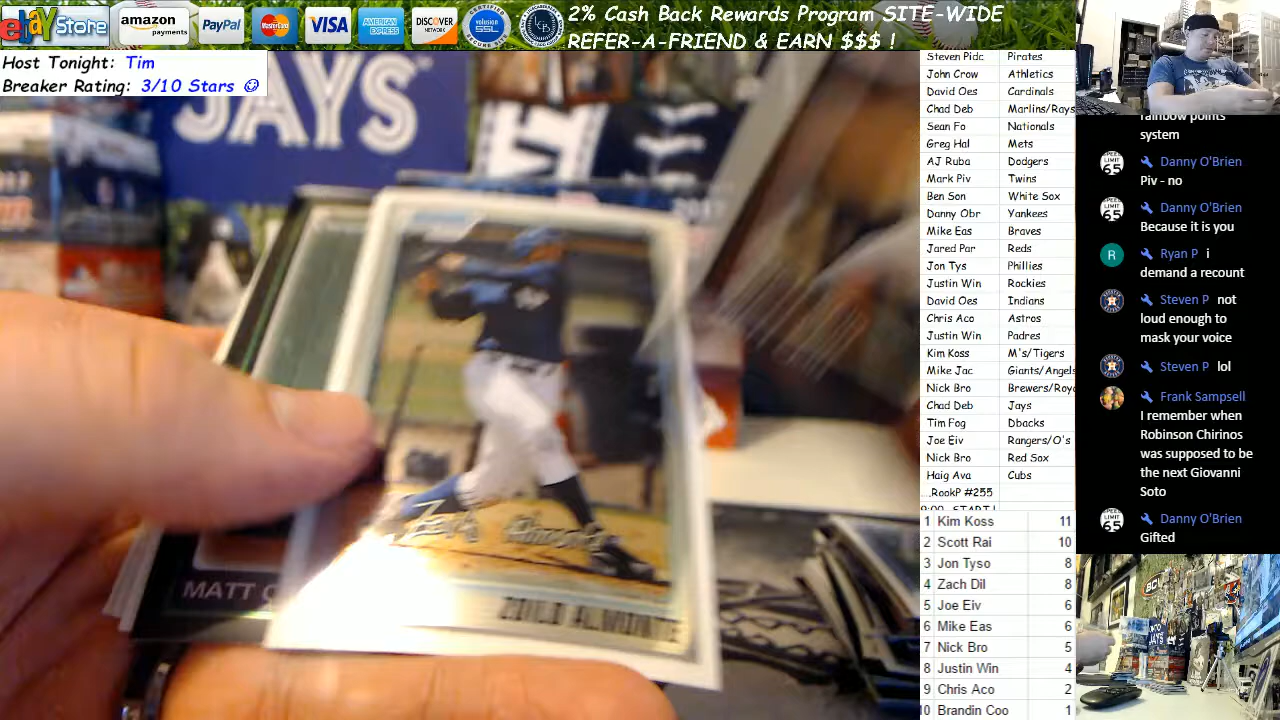 ebay Store
amazon
payments
PayPal
MasterCard
VISA
AMERICAN
EXPRESS
DISCOVER
NETWORK
volusion
SSL
2% Cash Back Rewards Program SITE-WIDE
REFER-A-FRIEND & EARN $$$ !
Host Tonight: Tim
Breaker Rating: 3/10 Stars ☺
JAYS
MATT
ZOILO ALMONTE
Steven Pidc Pirates
John Crow Athletics
David Oes Cardinals
Chad Deb Marlins/Rays
Sean Fo Nationals
Greg Hal Mets
AJ Ruba Dodgers
Mark Piv Twins
Ben Son White Sox
Danny Obr Yankees
Mike Eas Braves
Jared Par Reds
Jon Tys Phillies
Justin Win Rockies
David Oes Indians
Chris Aco Astros
Justin Win Padres
Kim Koss M's/Tigers
Mike Jac Giants/Angels
Nick Bro Brewers/Roya
Chad Deb Jays
Tim Fog Dbacks
Joe Eiv Rangers/O's
Nick Bro Red Sox
Haig Ava Cubs
...RookP #255
9:00 START!
1 Kim Koss 11
2 Scott Rai 10
3 Jon Tyso 8
4 Zach Dil 8
5 Joe Eiv 6
6 Mike Eas 6
7 Nick Bro 5
8 Justin Win 4
9 Chris Aco 2
10 Brandin Coo 1
rainbow points
system
Danny O'Brien
Piv - no
Danny O'Brien
Because it is you
Ryan P i
demand a recount
Steven P not
loud enough to
mask your voice
Steven P lol
Frank Sampsell
I remember when
Robinson Chirinos
was supposed to be
the next Giovanni
Soto
Danny O'Brien
Gifted